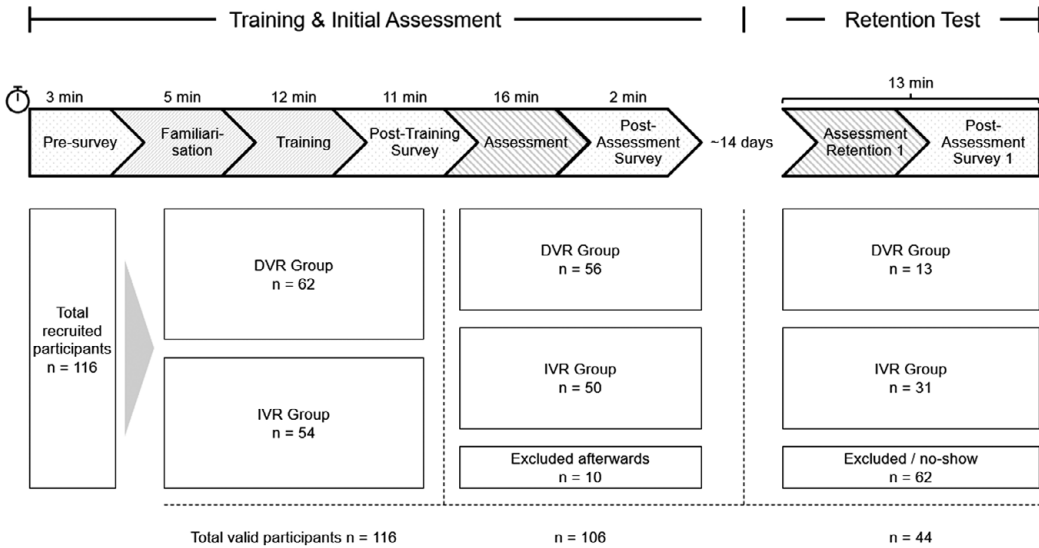 Training & Initial Assessment
Retention Test
3 min
5 min
12 min
11 min
16 min
2 min
13 min
Pre-survey
Familiari-
sation
Training
Post-Training
Survey
Assessment
Post-
Assessment
Survey
~14 days
Assessment
Retention 1
Post-
Assessment
Survey 1
Total
recruited
participants
n = 116
DVR Group
n = 62
IVR Group
n = 54
DVR Group
n = 56
IVR Group
n = 50
Excluded afterwards
n = 10
DVR Group
n = 13
IVR Group
n = 31
Excluded / no-show
n = 62
Total valid participants n = 116
n = 106
n = 44